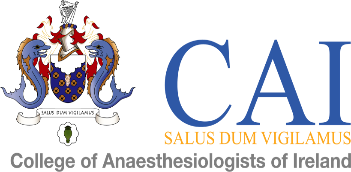 CAI
SALUS DUM VIGILAMUS
SALUS DUM VIGILAMUS
College of Anaesthesiologists of Ireland